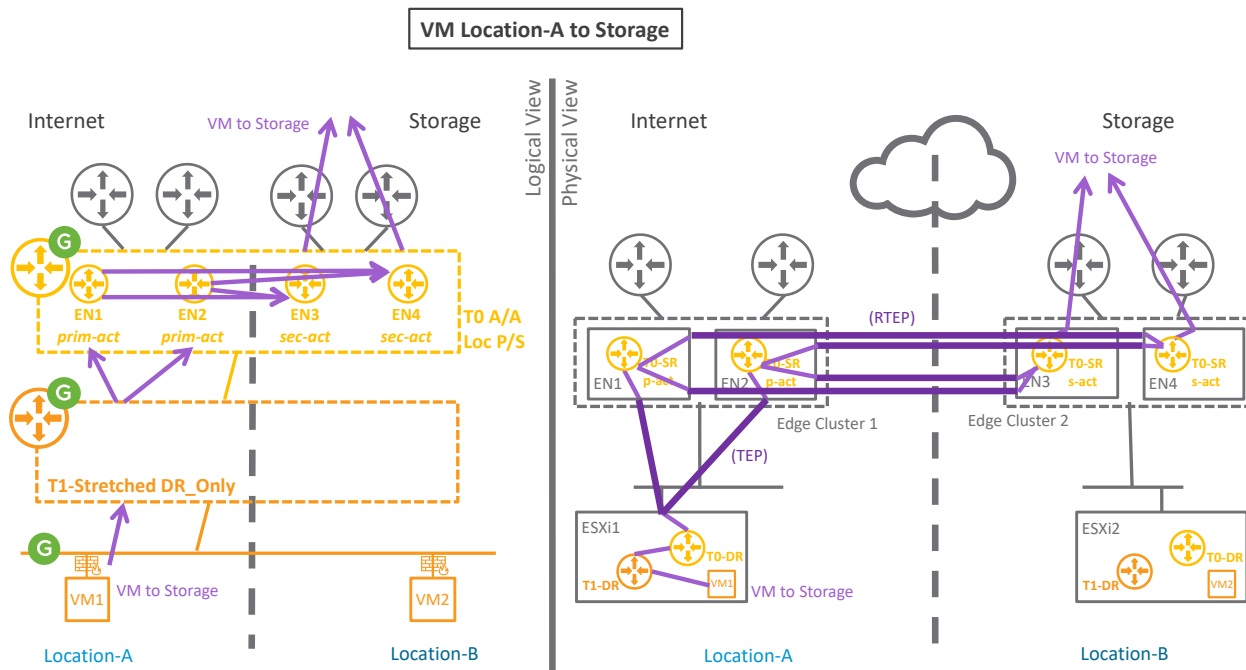 VM Location-A to Storage
Internet
VM to Storage
Storage
G
EN1
EN2
EN3
EN4
prim-act
prim-act
sec-act
sec-act
T0 A/A
Loc P/S
G
T1-Stretched DR_Only
G
VM1
VM to Storage
VM2
Location-A
Location-B
Logical View
Physical View
Internet
Storage
VM to Storage
(RTEP)
T0-SR
p-act
EN1
T0-SR
p-act
EN2
T0-SR
s-act
EN3
T0-SR
s-act
EN4
Edge Cluster 1
Edge Cluster 2
(TEP)
ESXi1
T0-DR
T1-DR
VM1
VM to Storage
ESXi2
T0-DR
T1-DR
VM2
Location-A
Location-B